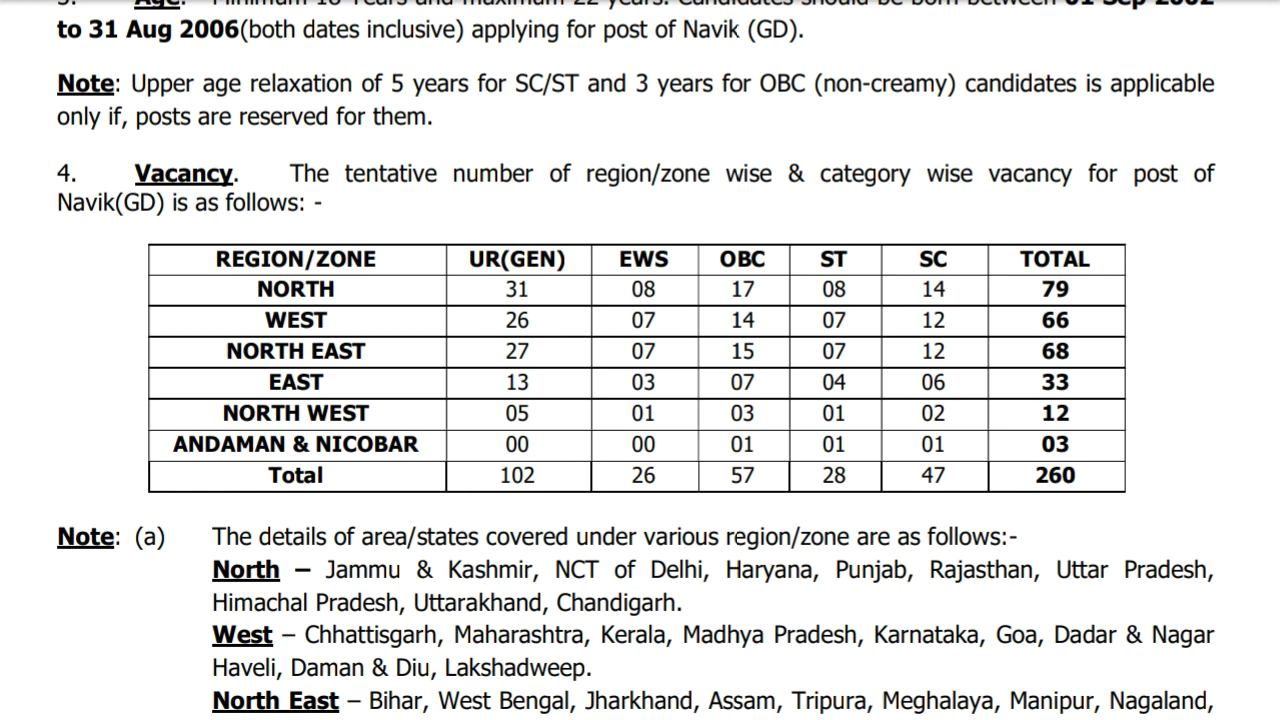 to 31 Aug 2006(both dates inclusive) applying for post of Navik (GD).
Note: Upper age relaxation of 5 years for SC/ST and 3 years for OBC (non-creamy) candidates is applicable
only if, posts are reserved for them.
4. Vacancy. The tentative number of region/zone wise & category wise vacancy for post of
Navik(GD) is as follows: -
REGION/ZONE UR(GEN) EWS OBC ST SC TOTAL
NORTH 31 08 17 08 14 79
WEST 26 07 14 07 12 66
NORTH EAST 27 07 15 07 12 68
EAST 13 03 07 04 06 33
NORTH WEST 05 01 03 01 02 12
ANDAMAN & NICOBAR 00 00 01 01 01 03
Total 102 26 57 28 47 260
Note: (a) The details of area/states covered under various region/zone are as follows:-
North – Jammu & Kashmir, NCT of Delhi, Haryana, Punjab, Rajasthan, Uttar Pradesh,
Himachal Pradesh, Uttarakhand, Chandigarh.
West – Chhattisgarh, Maharashtra, Kerala, Madhya Pradesh, Karnataka, Goa, Dadar & Nagar
Haveli, Daman & Diu, Lakshadweep.
North East – Bihar, West Bengal, Jharkhand, Assam, Tripura, Meghalaya, Manipur, Nagaland,